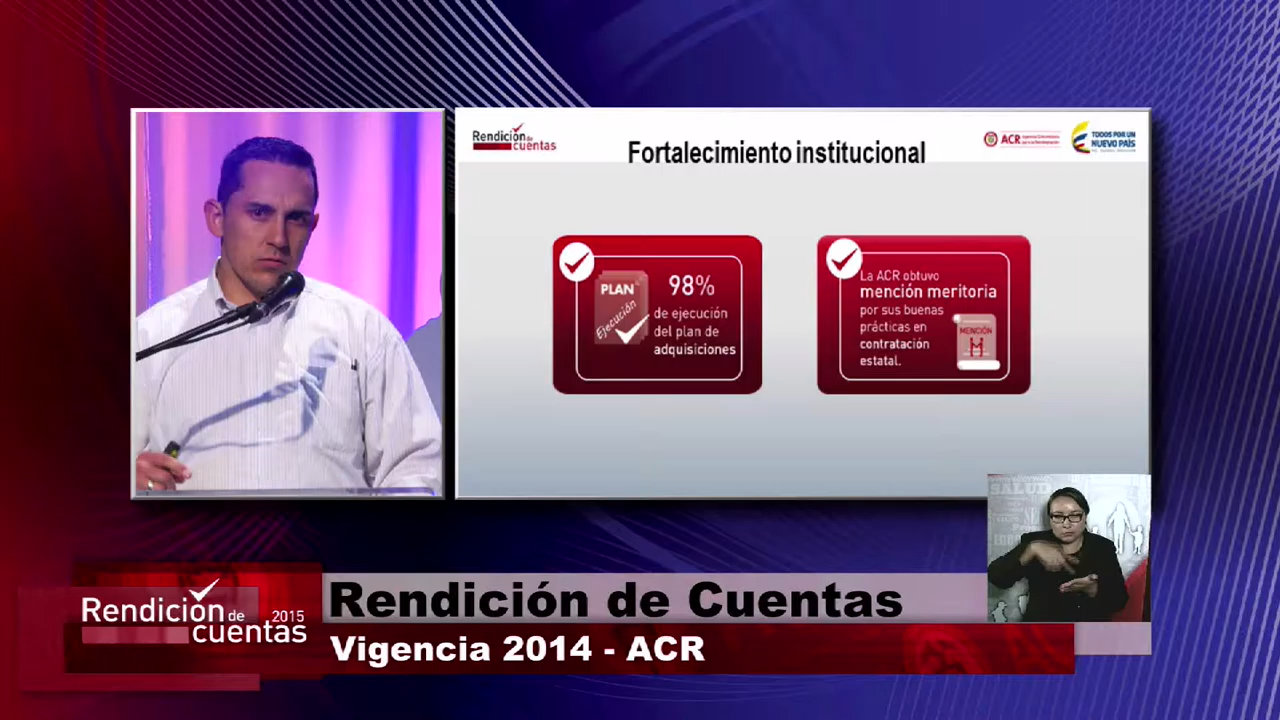 Rendición de
cuentas
Fortalecimiento institucional
ACR
TODOS POR UN
NUEVO PAÍS
PLAN
Ejecución
98%
de ejecución
del plan de
adquisiciones
La ACR obtuvo
mención meritoria
por sus buenas
prácticas en
contratación
estatal.
MENCIÓN
SALUD
Rendición de
2015
cuentas
Rendición de Cuentas
Vigencia 2014 - ACR